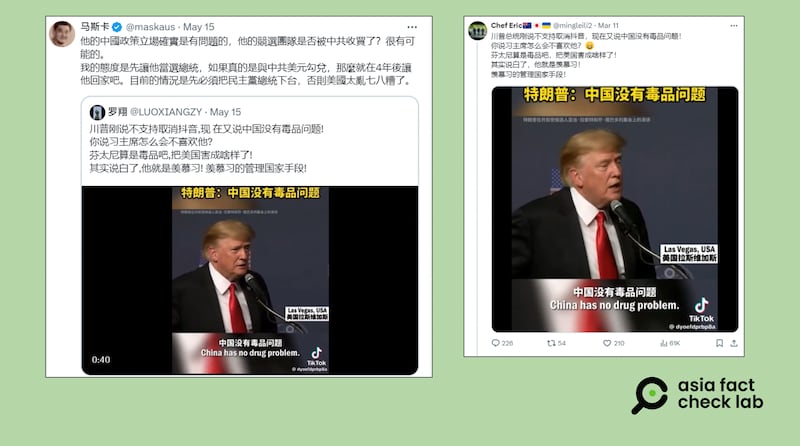 马斯卡 @maskaus · May 15
他的中國政策立場確實是有問題的，他的競選團隊是否被中共收買了？很有可能的。
我的態度是先讓他當選總統，如果真的是與中共美元勾兌，那麼就在4年後讓他回家吧。目前的情況是先必須把民主黨總統下台，否則美國太亂七八糟了。
罗翔 @LUOXIANGZY · May 15
川普刚说不支持取消抖音,现在又说中国没有毒品问题!
你说习主席怎么会不喜欢他?
芬太尼算是毒品吧,把美国害成啥样了!
其实说白了,他就是羡慕习! 羡慕习的管理国家手段!
特朗普：中国没有毒品问题
Las Vegas, USA
美国拉斯维加斯
中国没有毒品问题
China has no drug problem.
TikTok
@ dyoefdprbp8a
0:40
Chef Eric @mingleili2 · Mar 11
川普总统刚说不支持取消抖音，现在又说中国没有毒品问题！
你说习主席怎么会不喜欢他？
芬太尼算是毒品吧，把美国害成啥样了！
其实说白了，他就是羡慕习！
羡慕习的管理国家手段！
特朗普：中国没有毒品问题
Las Vegas, USA
美国拉斯维加斯
中国没有毒品问题
China has no drug problem.
TikTok
@ dyoefdprbp8a
226 54 210 61K
asia fact
check lab